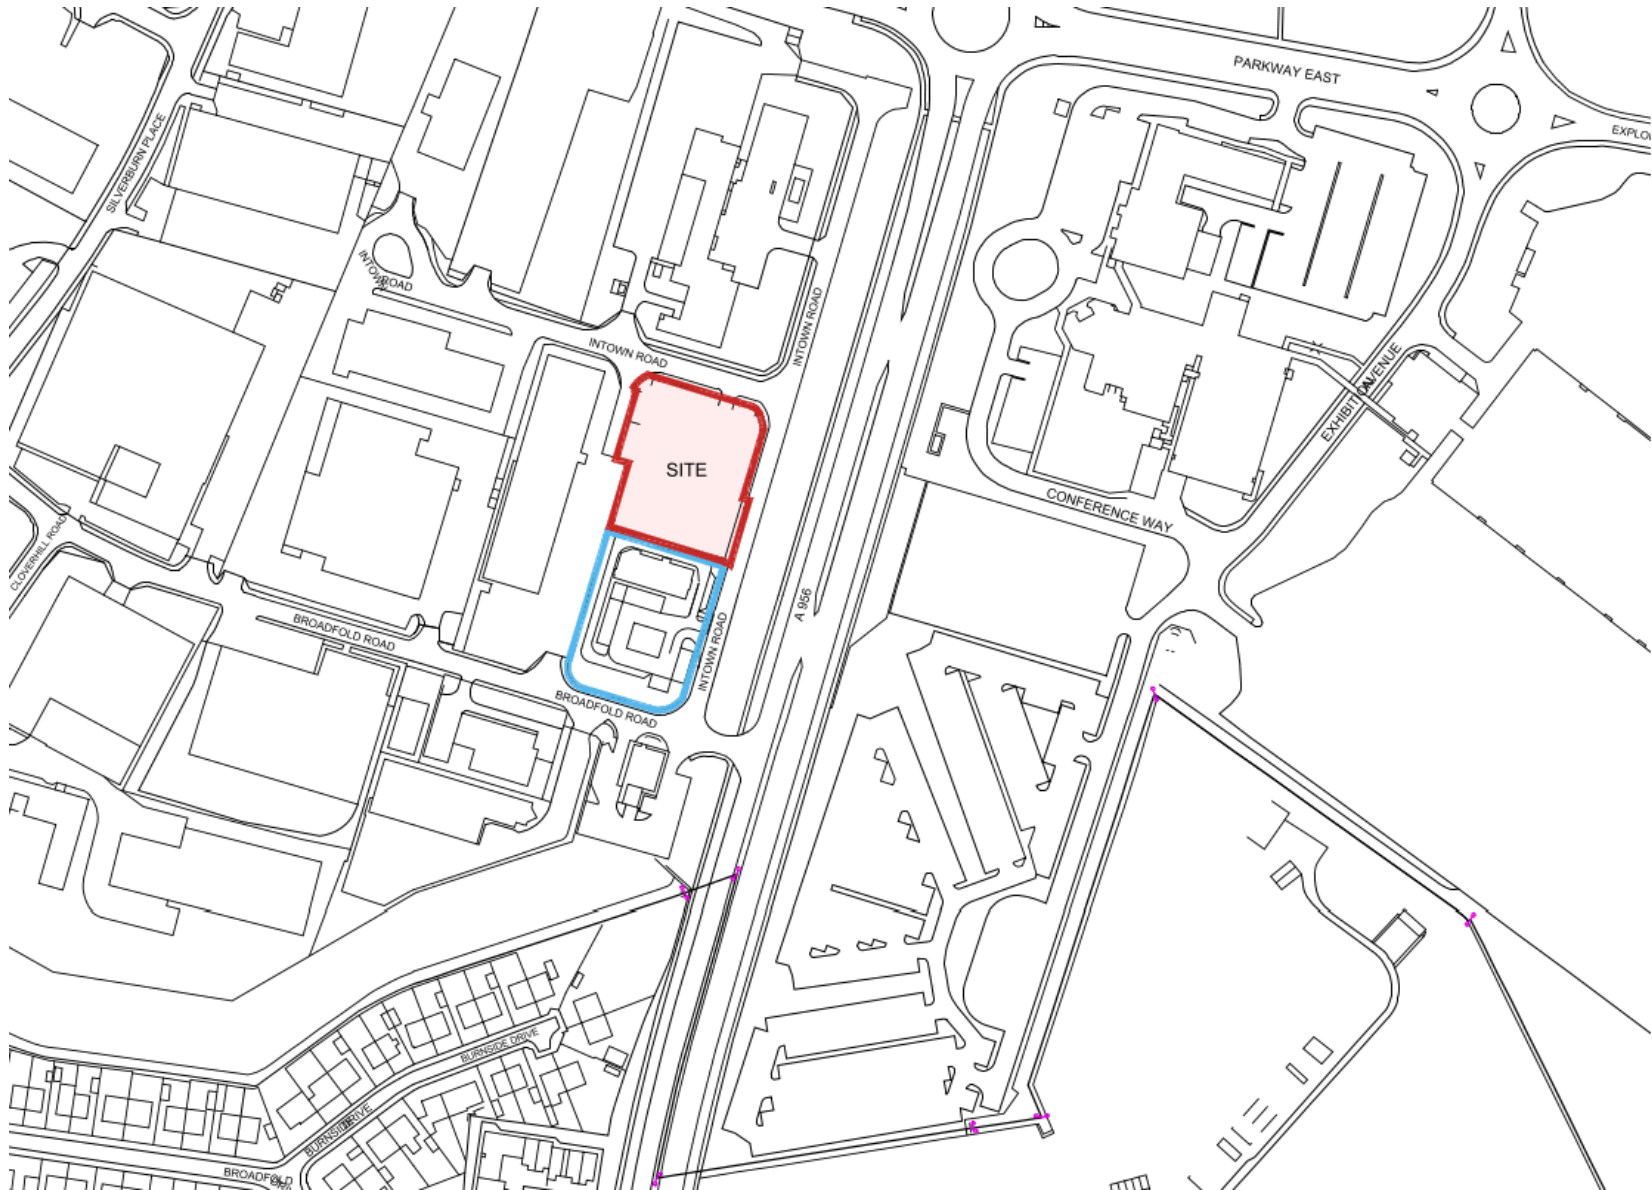 PARKWAY EAST
EXPLO
SILVERBURN PLACE
INTOWN
ROAD
INTOWN ROAD
INTOWN ROAD
EXHIBIT
AVENUE
SITE
CONFERENCE WAY
CLOVERHILL ROAD
A 956
BROADFOLD ROAD
INTOWN ROAD
BROADFOLD ROAD
BURNSIDE DRIVE
BURNSIDE
DRIVE
BROADFOLD